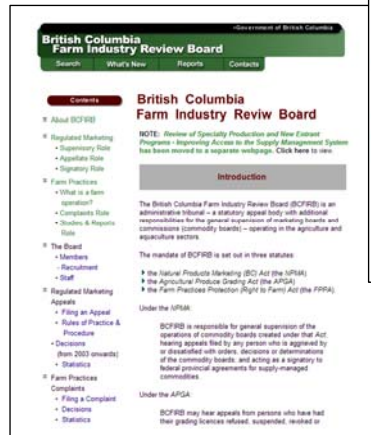 -Government of British Columbia
British Columbia
Farm Industry Review Board
Search What's New Reports Contacts
Contents
About BCFIRB
Regulated Marketing
• Supervisory Role
• Appellate Role
• Signatory Role
Farm Practices
• What is a farm
operation?
• Complaints Role
• Studies & Reports
Role
The Board
• Members
- Recruitment
• Staff
Regulated Marketing
Appeals
• Filing an Appeal
• Rules of Practice &
Procedure
• Decisions
(from 2003 onwards)
• Statistics
Farm Practices
Complaints
• Filing a Complaint
• Decisions
• Statistics
British Columbia
Farm Industry Reviw Board
NOTE: Review of Specialty Production and New Entrant
Programs - Improving Access to the Supply Management System
has been moved to a separate webpage. Click here to view.
Introduction
The British Columbia Farm Industry Review Board (BCFIRB) is an
administrative tribunal – a statutory appeal body with additional
responsibilities for the general supervision of marketing boards and
commissions (commodity boards) – operating in the agriculture and
aquaculture sectors.
The mandate of BCFIRB is set out in three statutes:
the Natural Products Marketing (BC) Act (the NPMA);
the Agricultural Produce Grading Act (the APGA)
the Farm Practices Protection (Right to Farm) Act (the FPPA).
Under the NPMA:
BCFIRB is responsible for general supervision of the
operations of commodity boards created under that Act,
hearing appeals filed by any person who is aggrieved by
or dissatisfied with orders, decisions or determinations
of the commodity boards; and acting as a signatory to
federal provincial agreements for supply-managed
commodities.
Under the APGA:
BCFIRB may hear appeals from persons who have had
their grading licences refused, suspended, revoked or